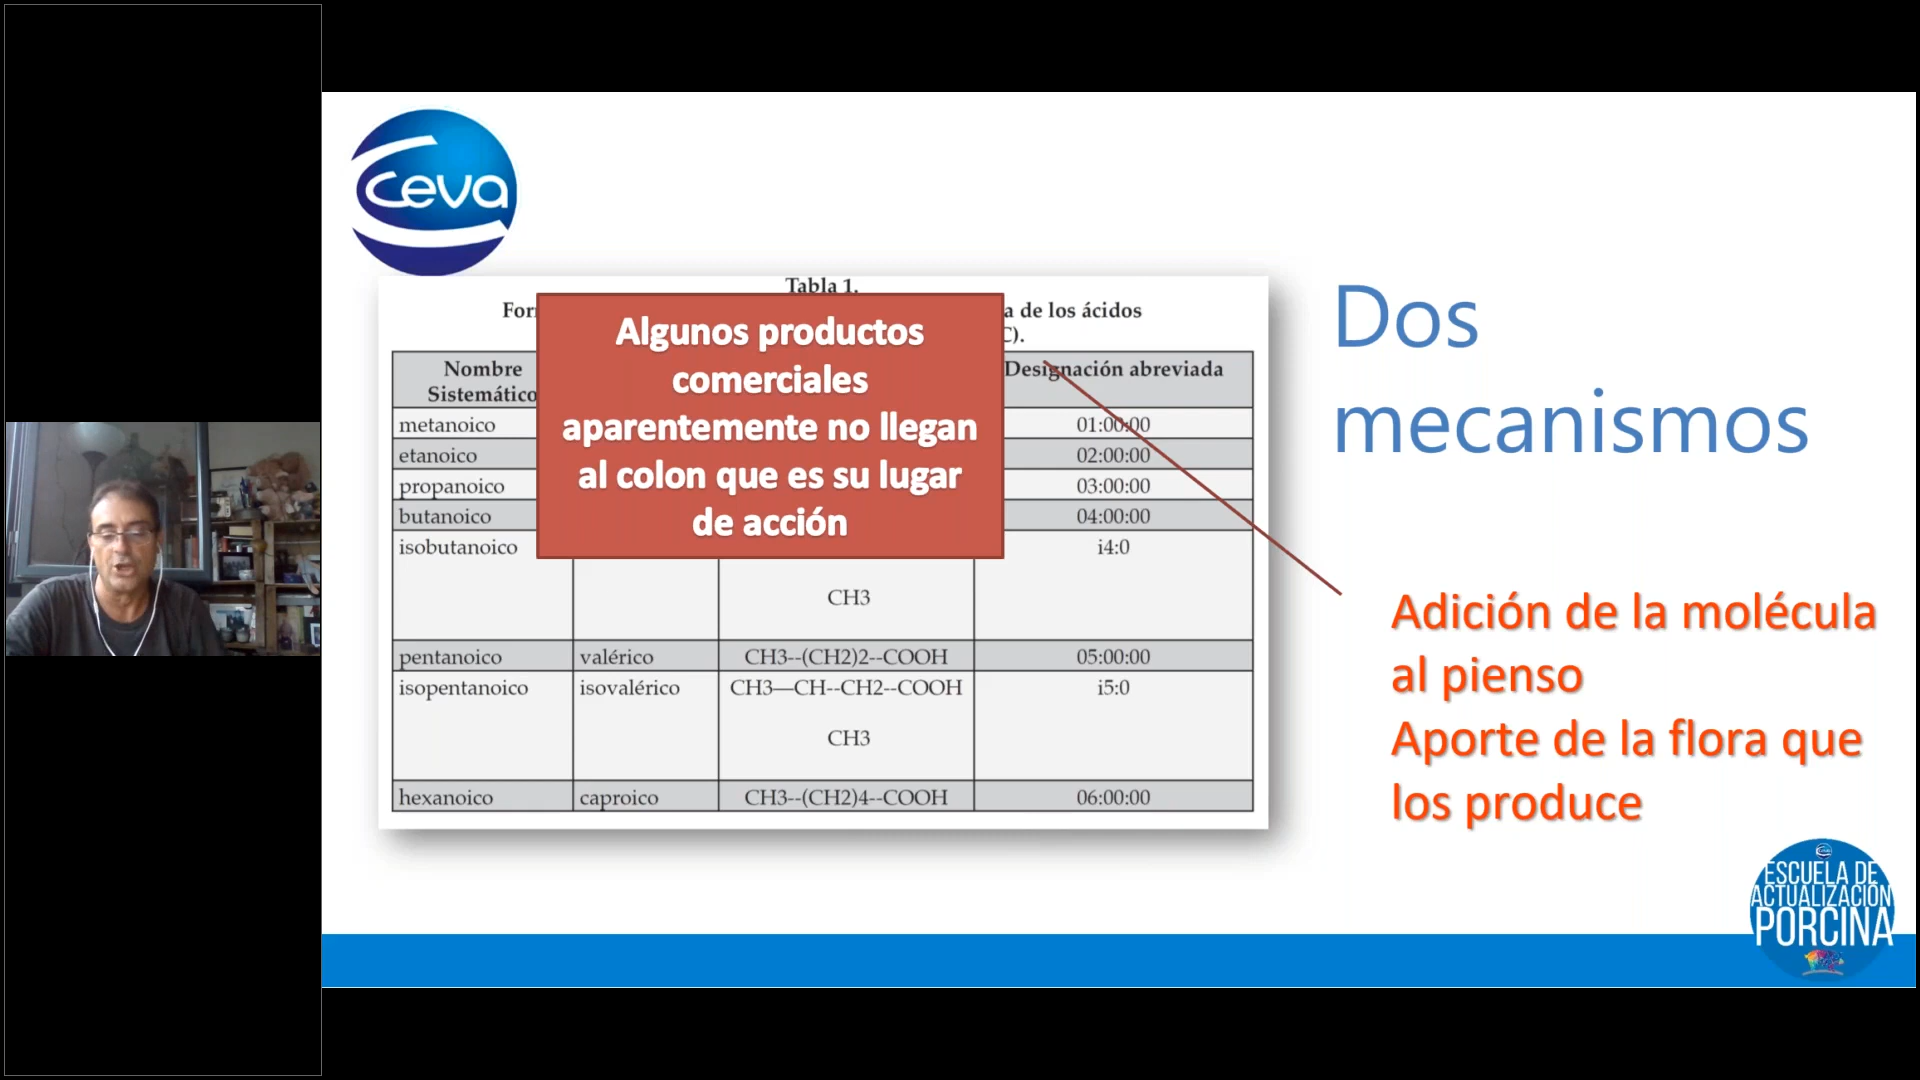 Ceva
Tabla 1.
a de los ácidos
C).
Nombre
Sistemático
Designación abreviada
metanoico 01:00:00
etanoico 02:00:00
propanoico 03:00:00
butanoico 04:00:00
isobutanoico i4:0
CH3
pentanoico valérico CH3--(CH2)2--COOH 05:00:00
isopentanoico isovalérico CH3—CH--CH2--COOH i5:0
CH3
hexanoico caproico CH3--(CH2)4--COOH 06:00:00
Algunos productos
comerciales
aparentemente no llegan
al colon que es su lugar
de acción
Dos
mecanismos
Adición de la molécula
al pienso
Aporte de la flora que
los produce
ESCUELA DE
ACTUALIZACIÓN
PORCINA